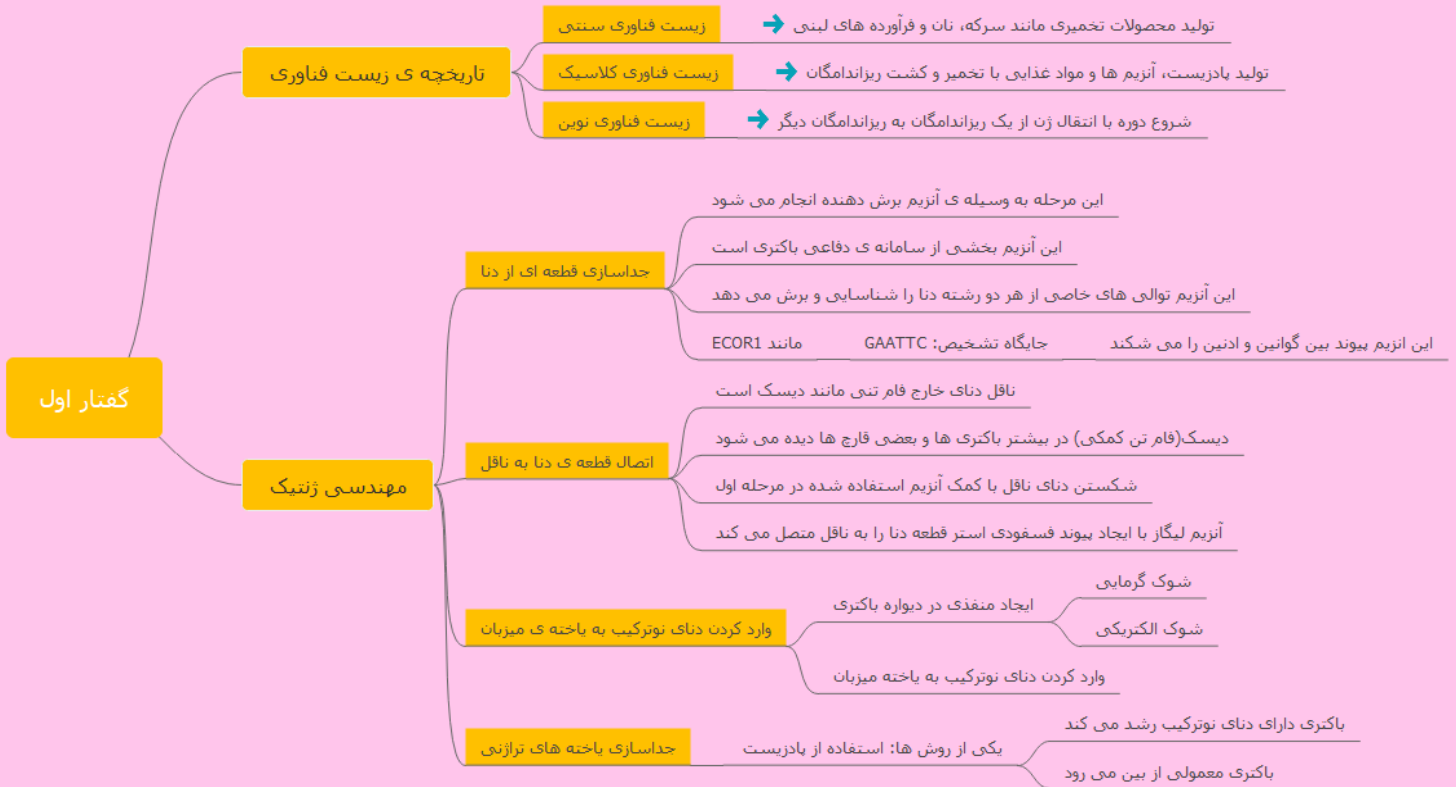 گفتار اول
تاریخچه ی زیست فناوری
زیست فناوری سنتی
تولید محصولات تخمیری مانند سرکه، نان و فرآورده های لبنی
زیست فناوری کلاسیک
تولید پادزیست، آنزیم ها و مواد غذایی با تخمیر و کشت ریزاندامگان
زیست فناوری نوین
شروع دوره با انتقال ژن از یک ریزاندامگان به ریزاندامگان دیگر
مهندسی ژنتیک
جداسازی قطعه ای از دنا
این مرحله به وسیله ی آنزیم برش دهنده انجام می شود
این آنزیم بخشی از سامانه ی دفاعی باکتری است
این آنزیم توالی های خاصی از هر دو رشته دنا را شناسایی و برش می دهد
مانند ECOR1
جایگاه تشخیص: GAATTC
این انزیم پیوند بین گوانین و ادنین را می شکند
اتصال قطعه ی دنا به ناقل
ناقل دنای خارج فام تنی مانند دیسک است
دیسک(فام تن کمکی) در بیشتر باکتری ها و بعضی قارچ ها دیده می شود
شکستن دنای ناقل با کمک آنزیم استفاده شده در مرحله اول
آنزیم لیگاز با ایجاد پیوند فسفودی استر قطعه دنا را به ناقل متصل می کند
وارد کردن دنای نوترکیب به یاخته ی میزبان
ایجاد منفذی در دیواره باکتری
شوک گرمایی
شوک الکتریکی
وارد کردن دنای نوترکیب به یاخته میزبان
جداسازی یاخته های تراژنی
یکی از روش ها: استفاده از پادزیست
باکتری دارای دنای نوترکیب رشد می کند
باکتری معمولی از بین می رود